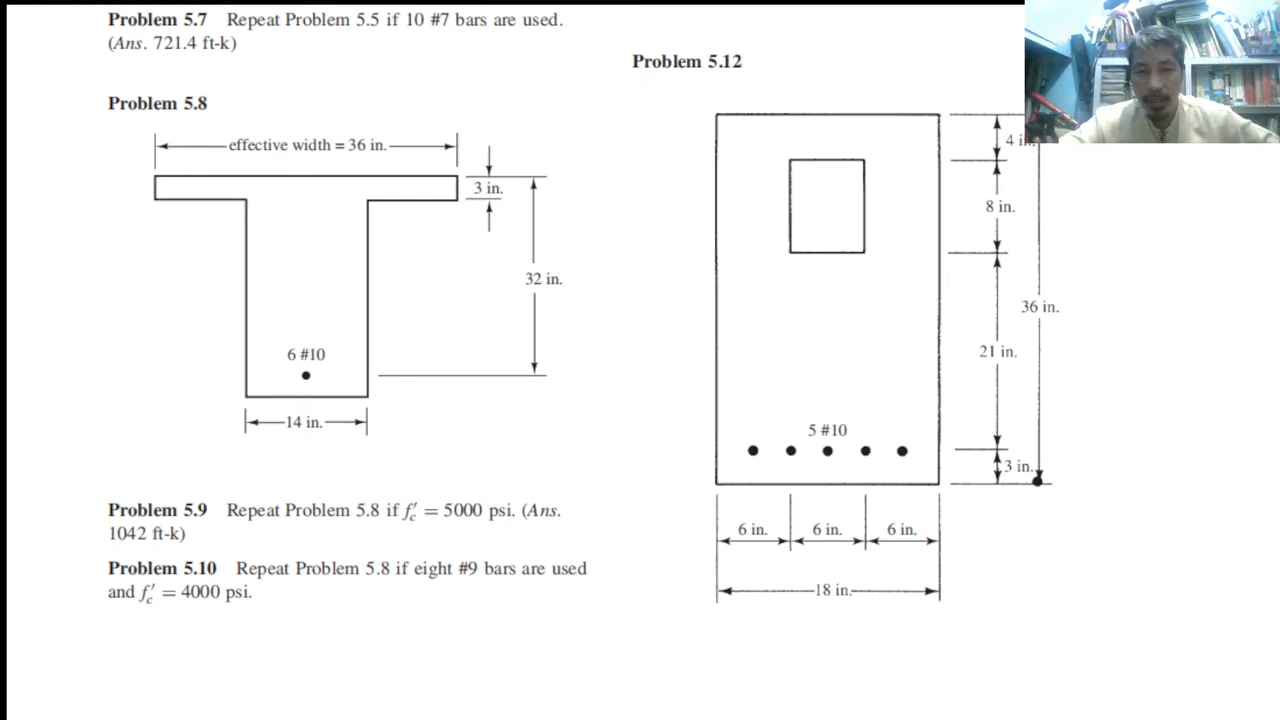 Problem 5.7 Repeat Problem 5.5 if 10 #7 bars are used.
(Ans. 721.4 ft-k)
Problem 5.8
effective width = 36 in.
3 in.
32 in.
6 #10
14 in.
Problem 5.9 Repeat Problem 5.8 if f′c = 5000 psi. (Ans.
1042 ft-k)
Problem 5.10 Repeat Problem 5.8 if eight #9 bars are used
and f′c = 4000 psi.
Problem 5.12
4 in.
8 in.
36 in.
21 in.
5 #10
3 in.
6 in. 6 in. 6 in.
18 in.